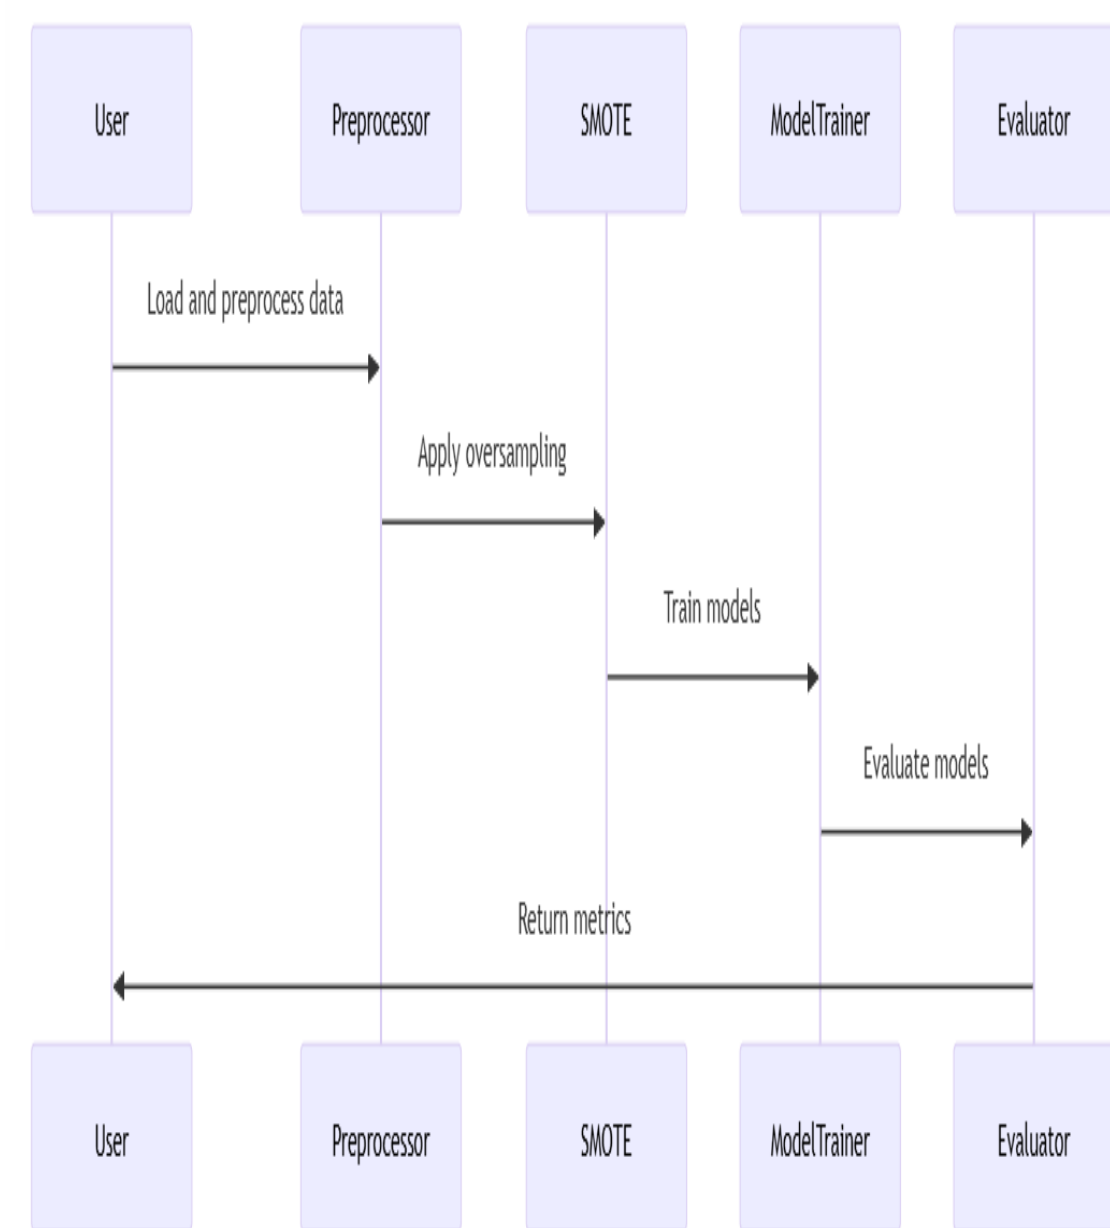 User
Preprocessor
SMOTE
ModelTrainer
Evaluator
Load and preprocess data
Apply oversampling
Train models
Evaluate models
Return metrics
User
Preprocessor
SMOTE
ModelTrainer
Evaluator